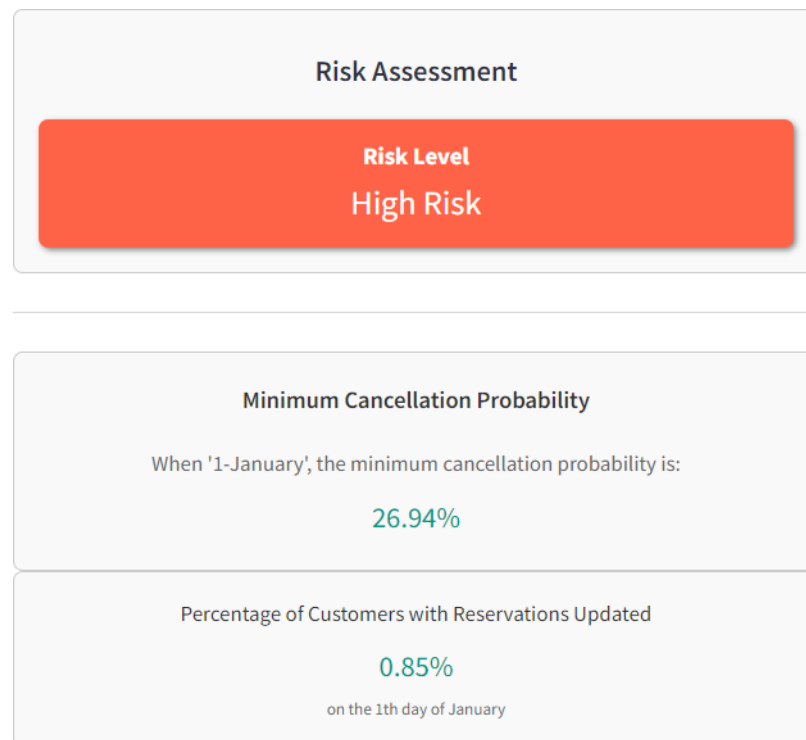 Risk Assessment
Risk Level
High Risk
Minimum Cancellation Probability
When '1-January', the minimum cancellation probability is:
26.94%
Percentage of Customers with Reservations Updated
0.85%
on the 1th day of January